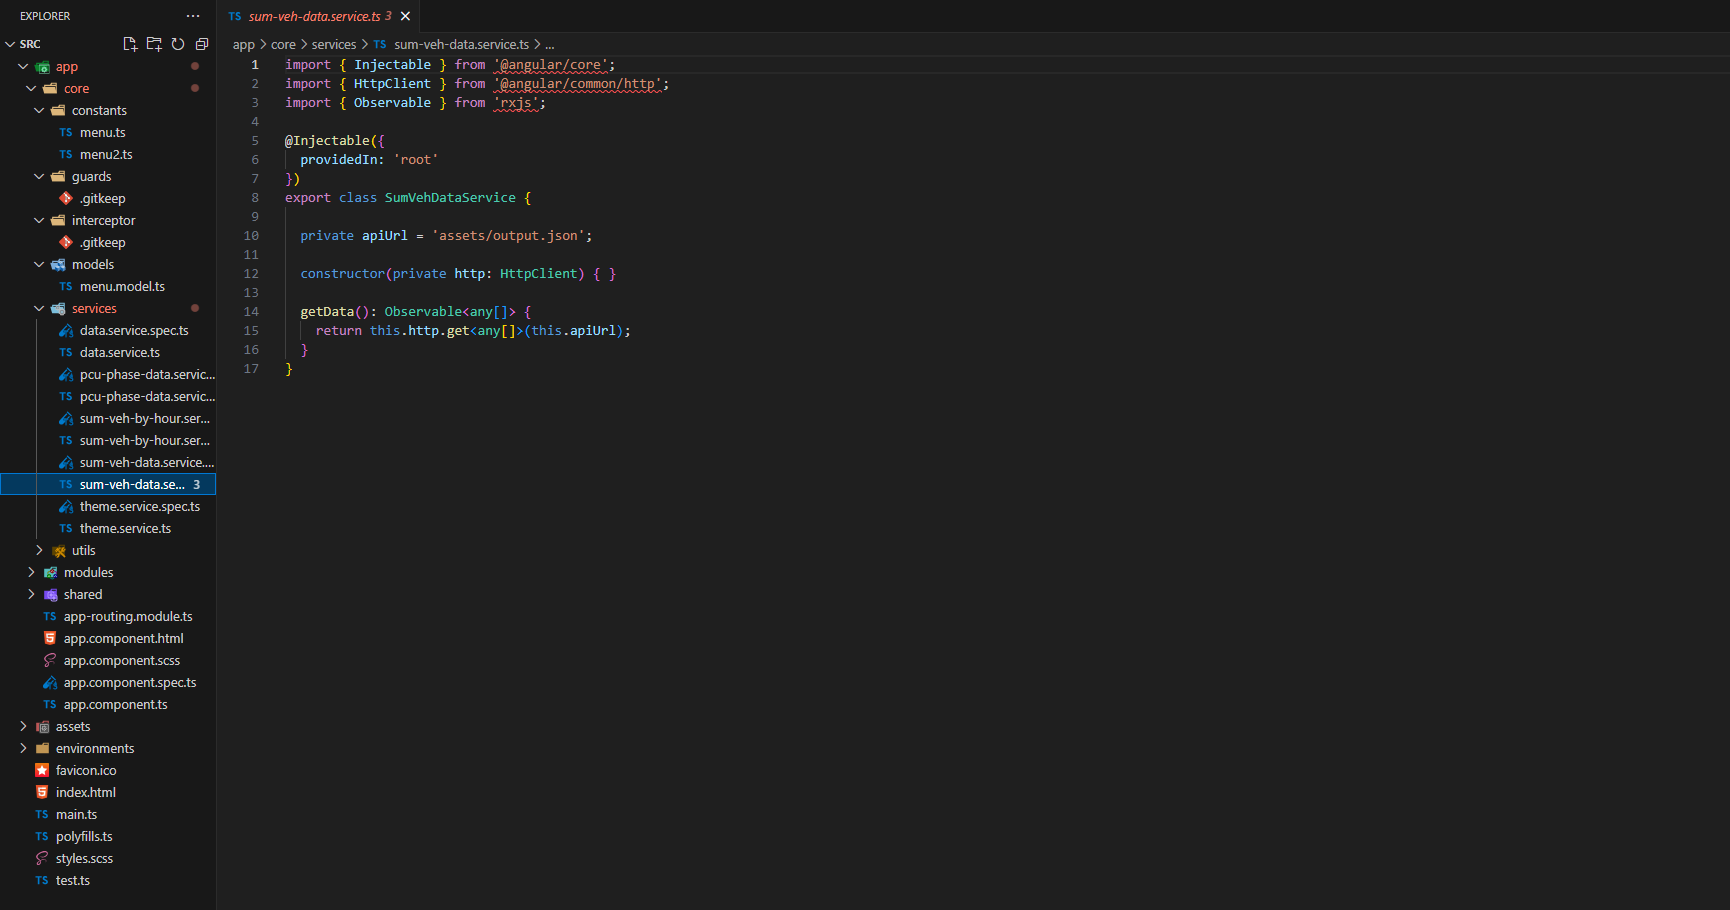 EXPLORER
SRC
app
core
constants
TS menu.ts
TS menu2.ts
guards
.gitkeep
interceptor
.gitkeep
models
TS menu.model.ts
services
data.service.spec.ts
TS data.service.ts
pcu-phase-data.servic...
TS pcu-phase-data.servic...
sum-veh-by-hour.ser...
TS sum-veh-by-hour.ser...
sum-veh-data.service....
TS sum-veh-data.se... 3
theme.service.spec.ts
TS theme.service.ts
utils
modules
shared
TS app-routing.module.ts
app.component.html
app.component.scss
app.component.spec.ts
TS app.component.ts
assets
environments
favicon.ico
index.html
TS main.ts
TS polyfills.ts
styles.scss
TS test.ts
TS sum-veh-data.service.ts 3
app > core > services > TS sum-veh-data.service.ts > ...
1 import { Injectable } from '@angular/core';
2 import { HttpClient } from '@angular/common/http';
3 import { Observable } from 'rxjs';
4
5 @Injectable({
6 providedIn: 'root'
7 })
8 export class SumVehDataService {
9
10 private apiUrl = 'assets/output.json';
11
12 constructor(private http: HttpClient) { }
13
14 getData(): Observable<any[]> {
15 return this.http.get<any[]>(this.apiUrl);
16 }
17 }